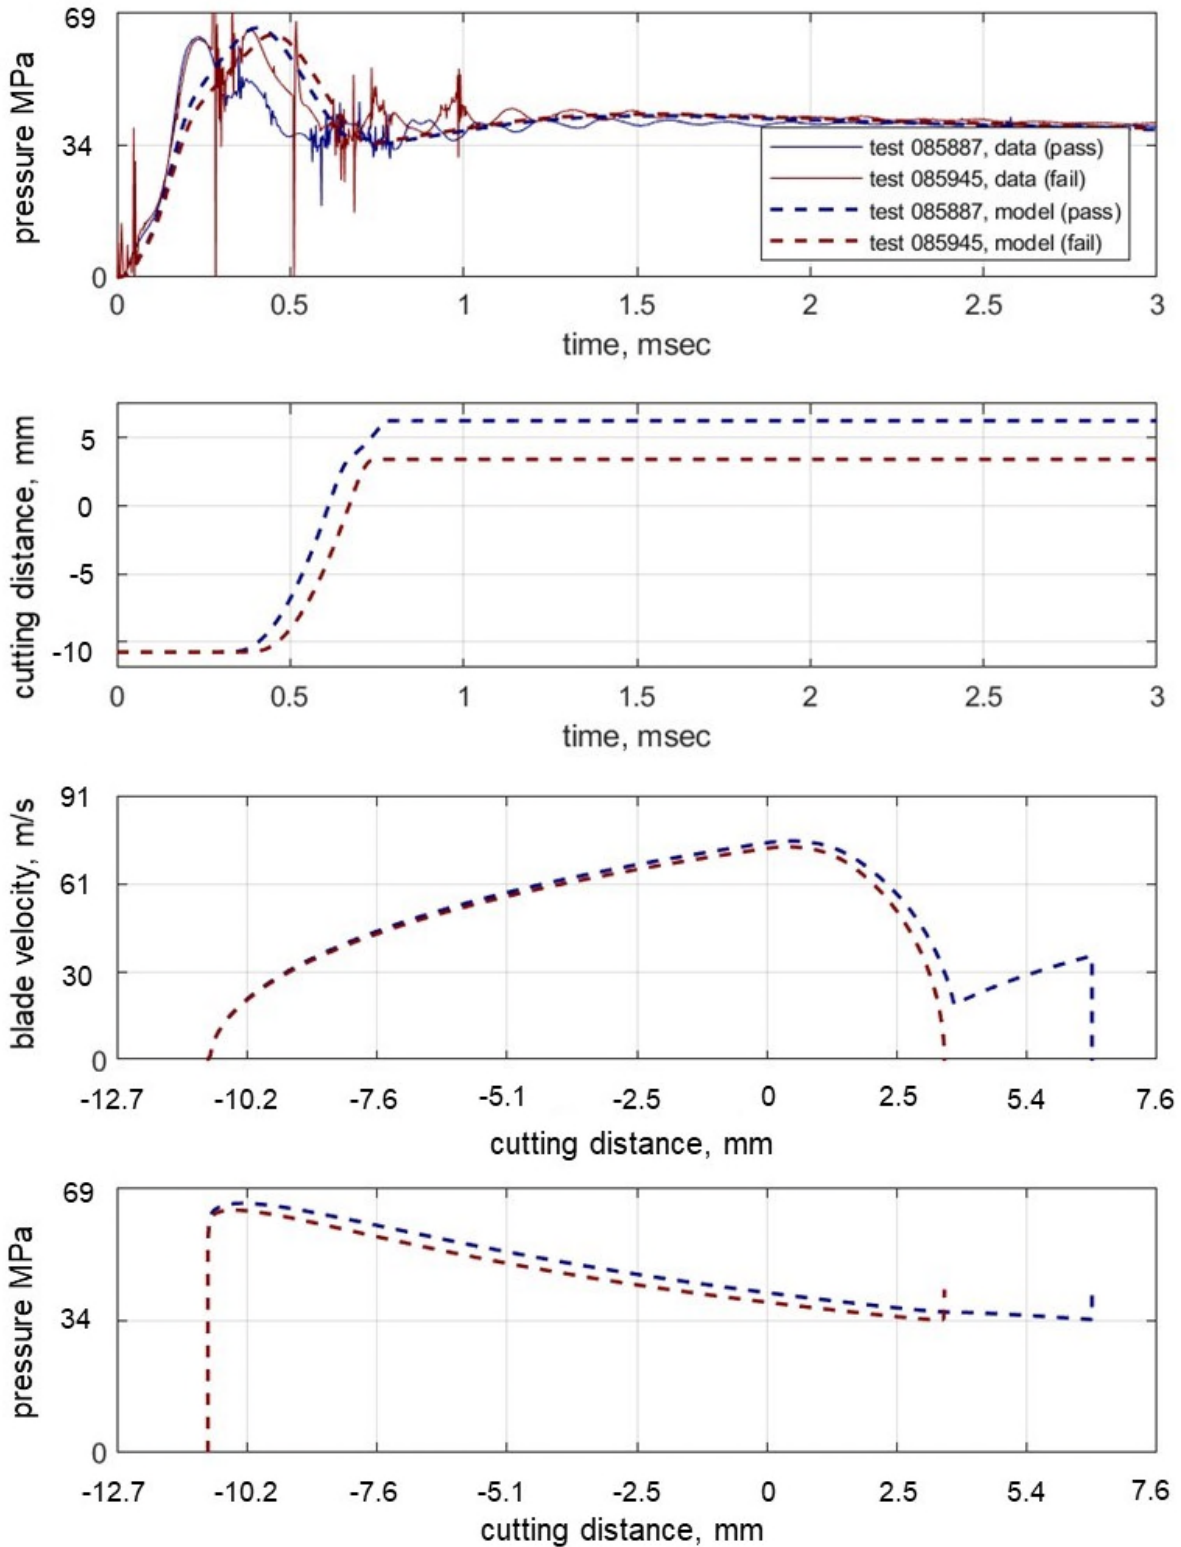 69
34
0
pressure MPa
test 085887, data (pass)
test 085945, data (fail)
test 085887, model (pass)
test 085945, model (fail)
0 0.5 1 1.5 2 2.5 3
time, msec
5
0
-5
-10
cutting distance, mm
0 0.5 1 1.5 2 2.5 3
time, msec
91
61
30
0
blade velocity, m/s
-12.7 -10.2 -7.6 -5.1 -2.5 0 2.5 5.4 7.6
cutting distance, mm
69
34
0
pressure MPa
-12.7 -10.2 -7.6 -5.1 -2.5 0 2.5 5.4 7.6
cutting distance, mm